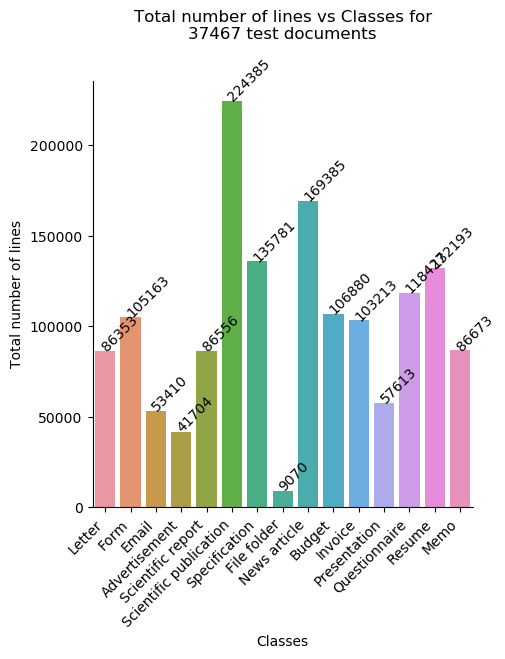 Total number of lines vs Classes for
37467 test documents
Total number of lines
200000
150000
100000
50000
0
86353
105163
53410
41704
86556
224385
135781
9070
169385
106880
103213
57613
132193
86673
Letter
Form
Email
Advertisement
Scientific report
Scientific publication
Specification
File folder
News article
Budget
Invoice
Presentation
Questionnaire
Resume
Memo
Classes